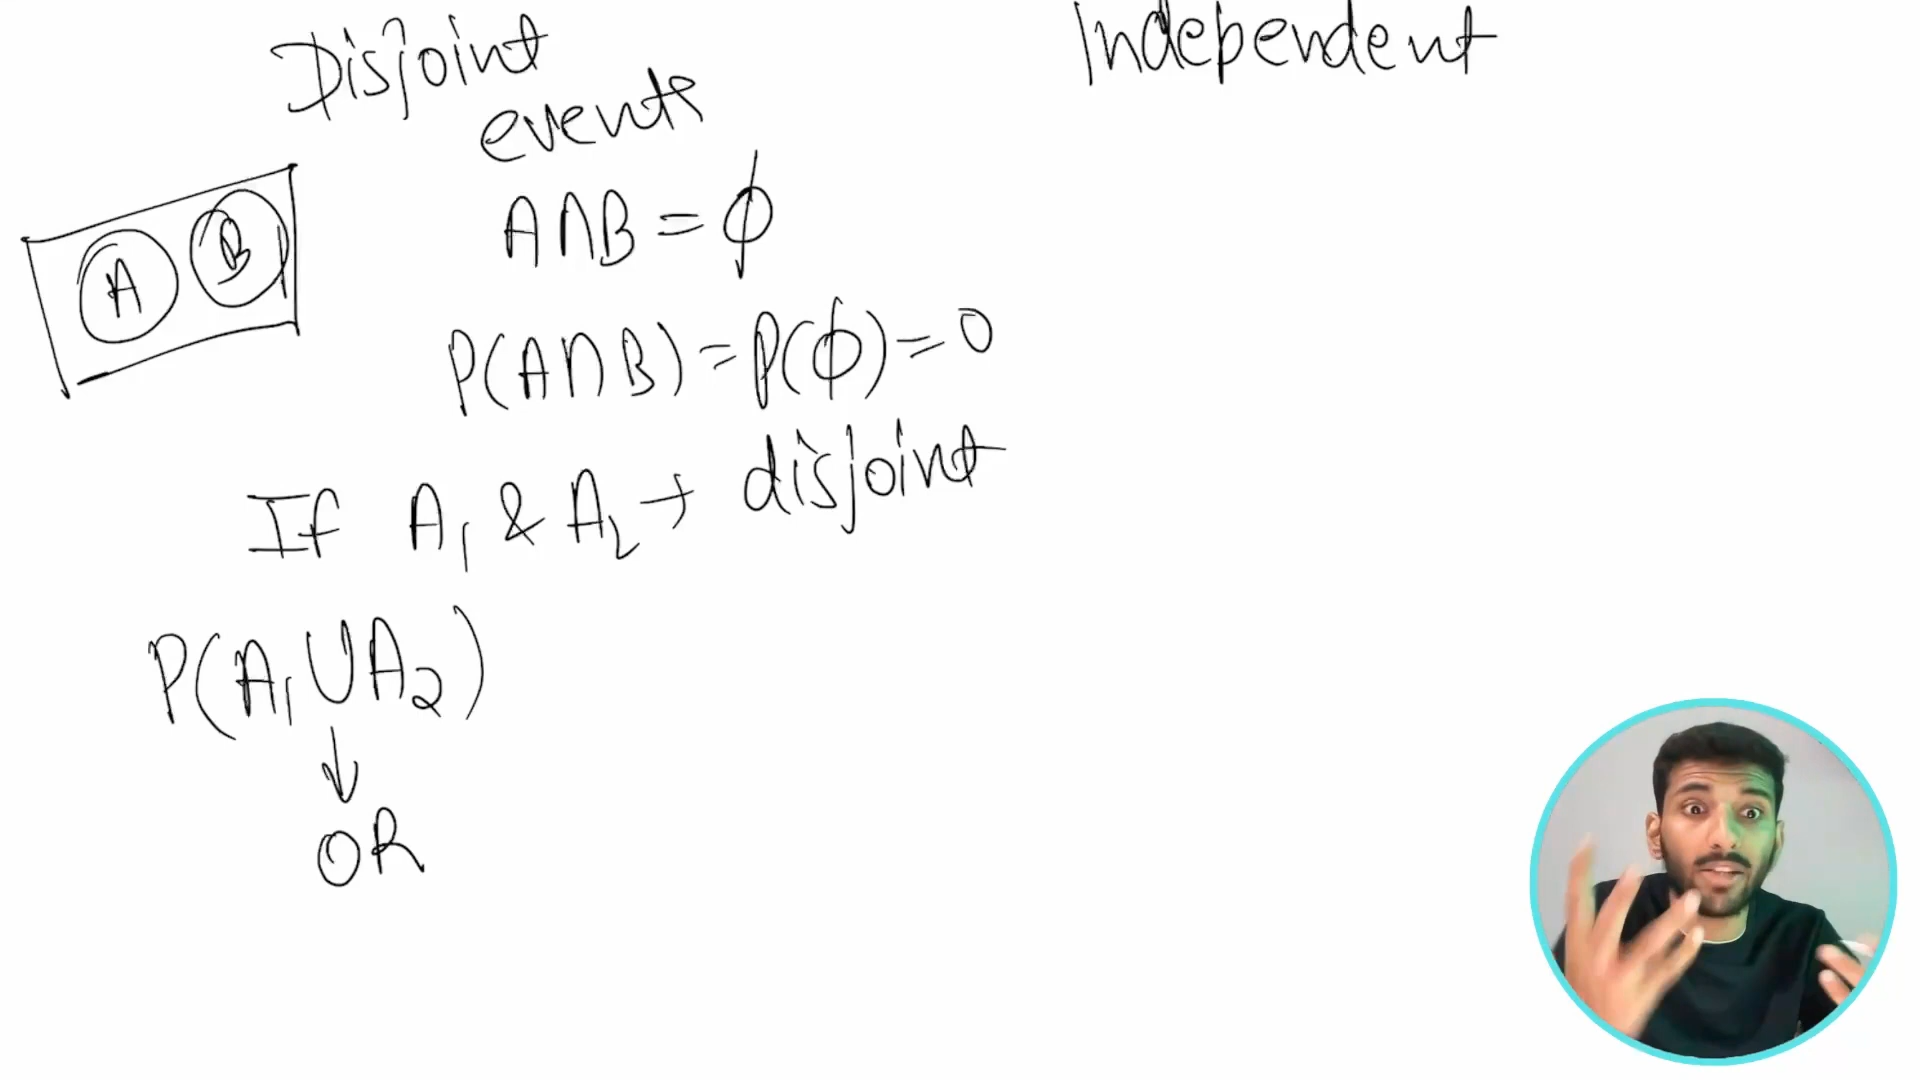 Disjoint
events
Independent
A B
A∩B = ϕ
P(A∩B) = P(ϕ) = 0
If A₁ & A₂ → disjoint
P(A₁∪A₂)
↓
OR